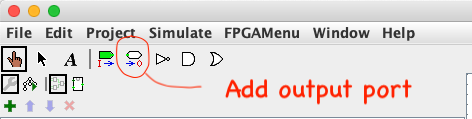 File Edit Project Simulate FPGAMenu Window Help
A
Add output port